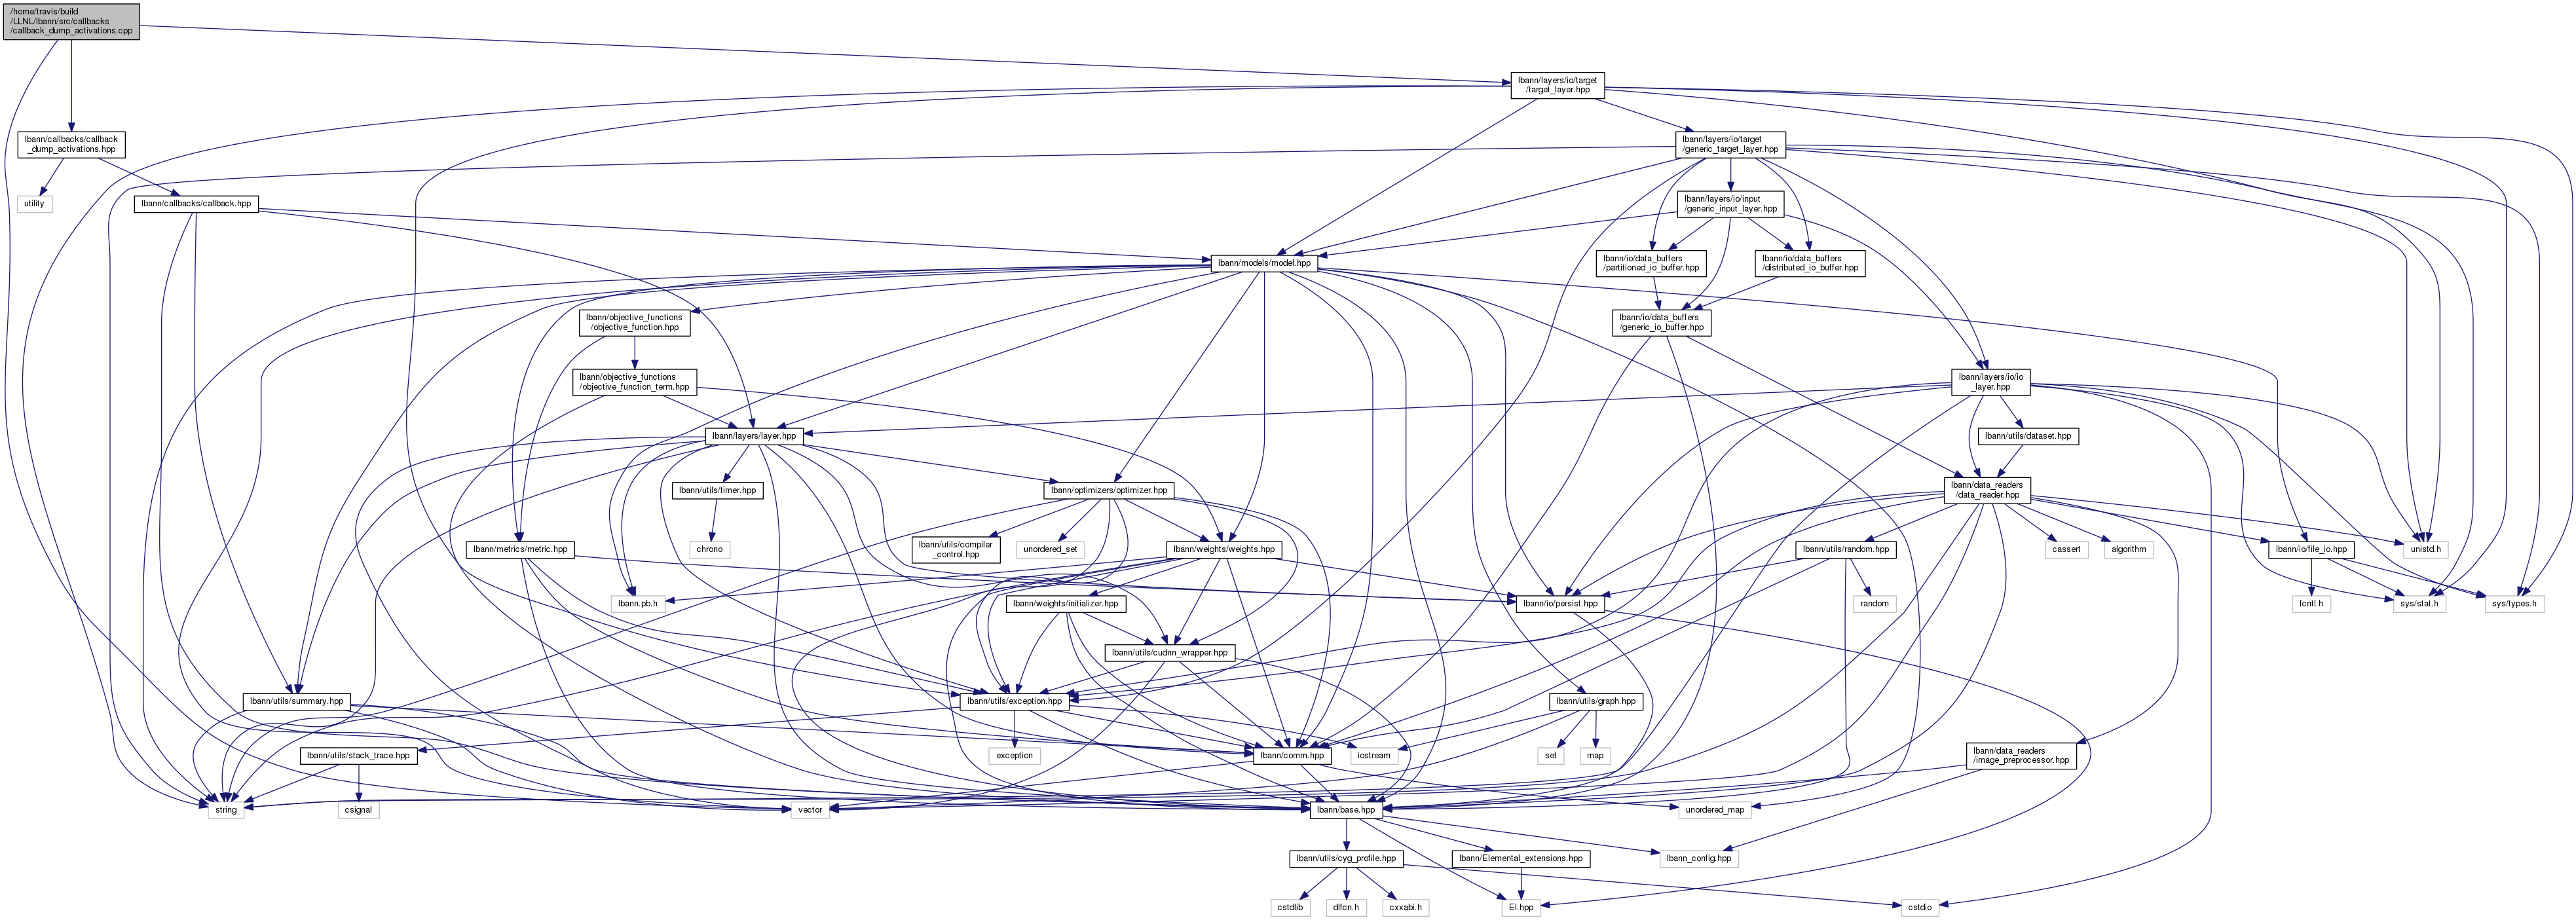 /home/travis/build
/LLNL/lbann/src/callbacks
/callback_dump_activations.cpp
lbann/layers/io/target
/target_layer.hpp
lbann/callbacks/callback
_dump_activations.hpp
lbann/layers/io/target
/generic_target_layer.hpp
utility
lbann/callbacks/callback.hpp
lbann/layers/io/input
/generic_input_layer.hpp
lbann/models/model.hpp
lbann/io/data_buffers
/partitioned_io_buffer.hpp
lbann/io/data_buffers
/distributed_io_buffer.hpp
lbann/objective_functions
/objective_function.hpp
lbann/io/data_buffers
/generic_io_buffer.hpp
lbann/objective_functions
/objective_function_term.hpp
lbann/layers/io/io
_layer.hpp
lbann/layers/layer.hpp
lbann/utils/dataset.hpp
lbann/utils/timer.hpp
lbann/optimizers/optimizer.hpp
lbann/data_readers
/data_reader.hpp
lbann/metrics/metric.hpp
chrono
lbann/utils/compiler
_control.hpp
unordered_set
lbann/weights/weights.hpp
lbann/utils/random.hpp
cassert
algorithm
lbann/io/file_io.hpp
unistd.h
lbann.pb.h
lbann/weights/initializer.hpp
lbann/io/persist.hpp
random
fcntl.h
sys/stat.h
sys/types.h
lbann/utils/cudnn_wrapper.hpp
lbann/utils/summary.hpp
lbann/utils/exception.hpp
lbann/utils/graph.hpp
lbann/utils/stack_trace.hpp
exception
lbann/comm.hpp
iostream
set
map
lbann/data_readers
/image_preprocessor.hpp
string
csignal
vector
lbann/base.hpp
unordered_map
lbann/utils/cyg_profile.hpp
lbann/Elemental_extensions.hpp
lbann_config.hpp
cstdlib
dlfcn.h
cxxabi.h
El.hpp
cstdio